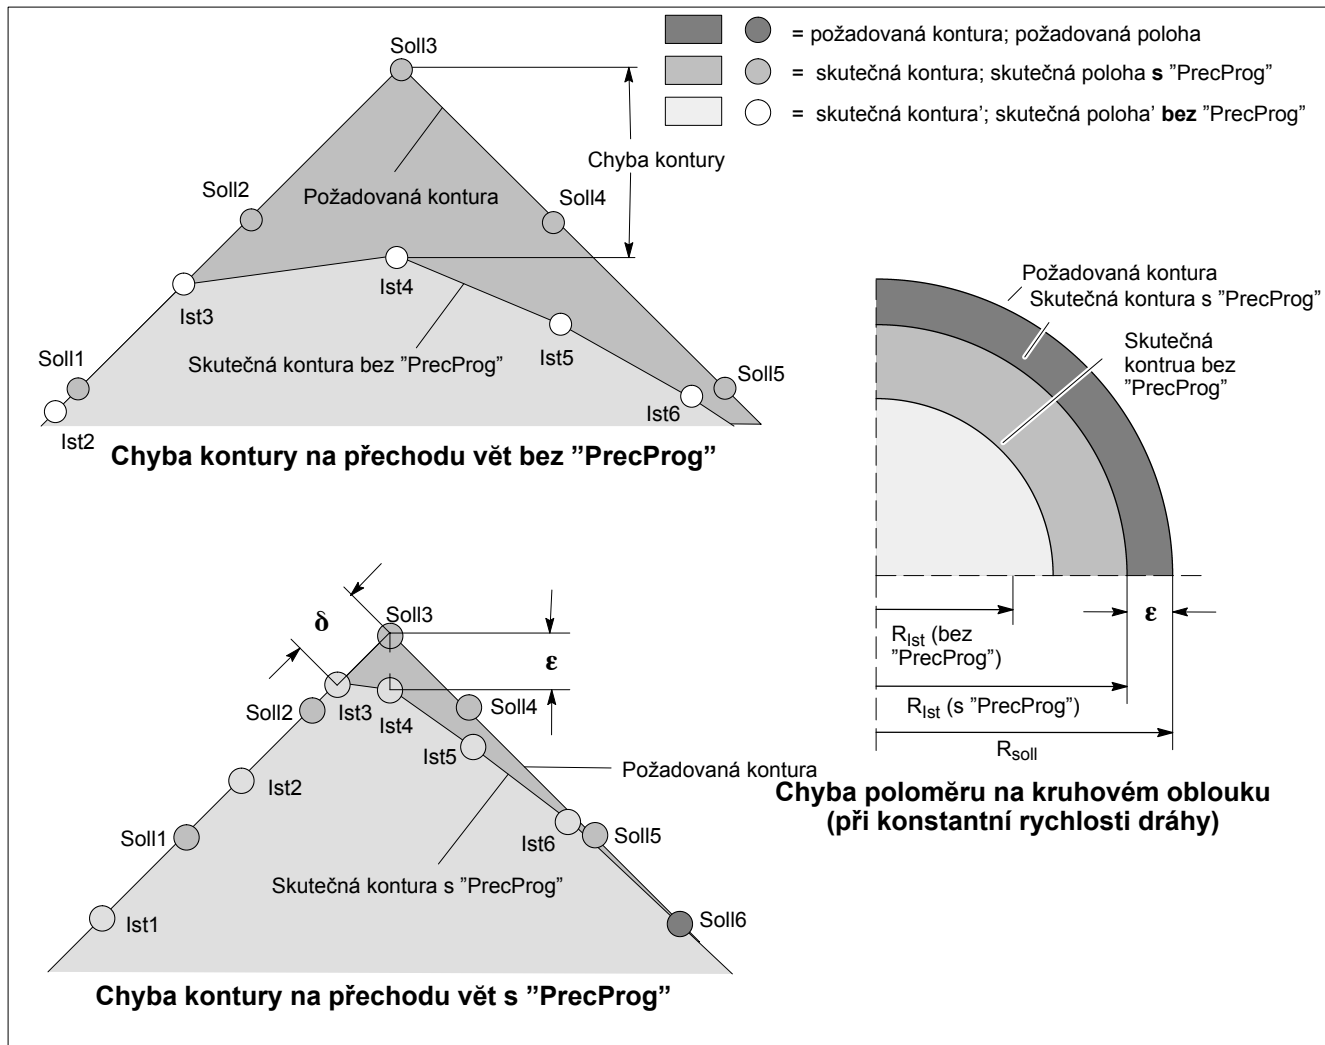 = požadovaná kontura; požadovaná poloha
= skutečná kontura; skutečná poloha s ”PrecProg”
= skutečná kontura’; skutečná poloha’ bez ”PrecProg”
Soll3
Chyba kontury
Soll2
Požadovaná kontura
Soll4
Ist4
Ist3
Ist5
Skutečná kontura bez ”PrecProg”
Soll1
Soll5
Ist6
Ist2
Chyba kontury na přechodu vět bez ”PrecProg”
Požadovaná kontura
Skutečná kontura s ”PrecProg”
Skutečná
kontrua bez
”PrecProg”
ε
RIst (bez
”PrecProg”)
RIst (s ”PrecProg”)
Rsoll
Chyba poloměru na kruhovém oblouku
(při konstantní rychlosti dráhy)
δ
Soll3
ε
Soll2
Ist3
Ist4
Soll4
Ist5
Požadovaná kontura
Ist2
Soll1
Ist6
Soll5
Skutečná kontura s ”PrecProg”
Ist1
Soll6
Chyba kontury na přechodu vět s ”PrecProg”